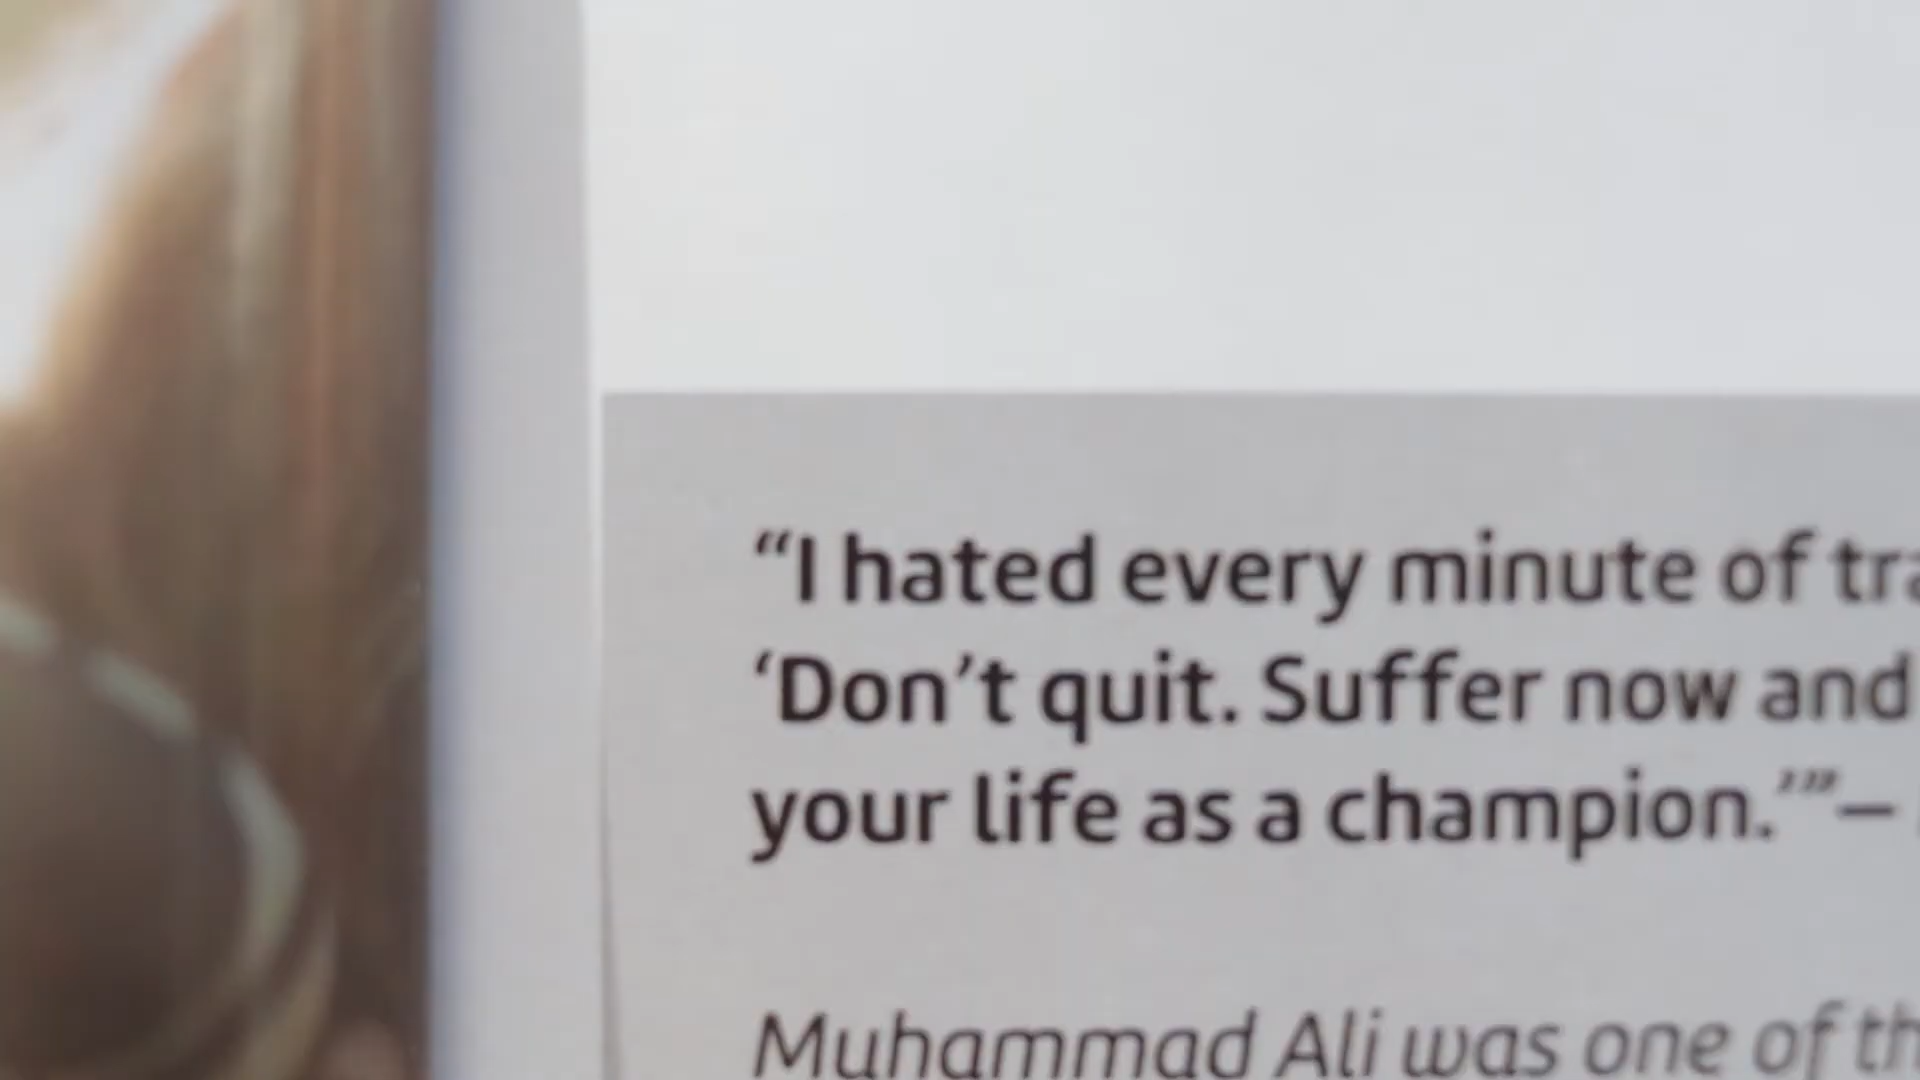 “I hated every minute of tra
‘Don’t quit. Suffer now and
your life as a champion.’”–
Muhammad Ali was one of th